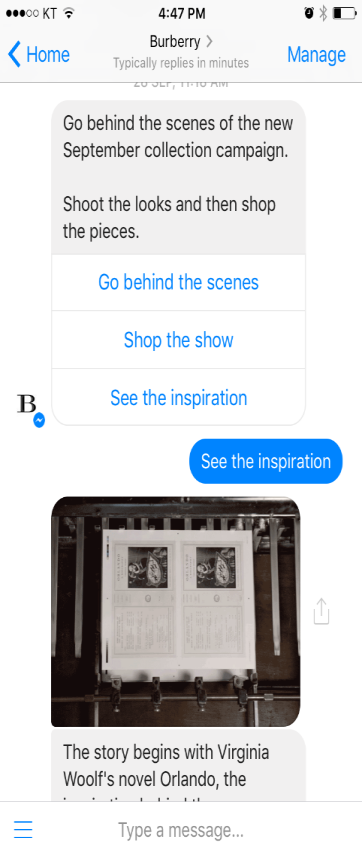 KT
4:47 PM
Home
Burberry
Typically replies in minutes
Manage
Go behind the scenes of the new
September collection campaign.
Shoot the looks and then shop
the pieces.
Go behind the scenes
Shop the show
See the inspiration
B
See the inspiration
The story begins with Virginia
Woolf's novel Orlando, the
Type a message...